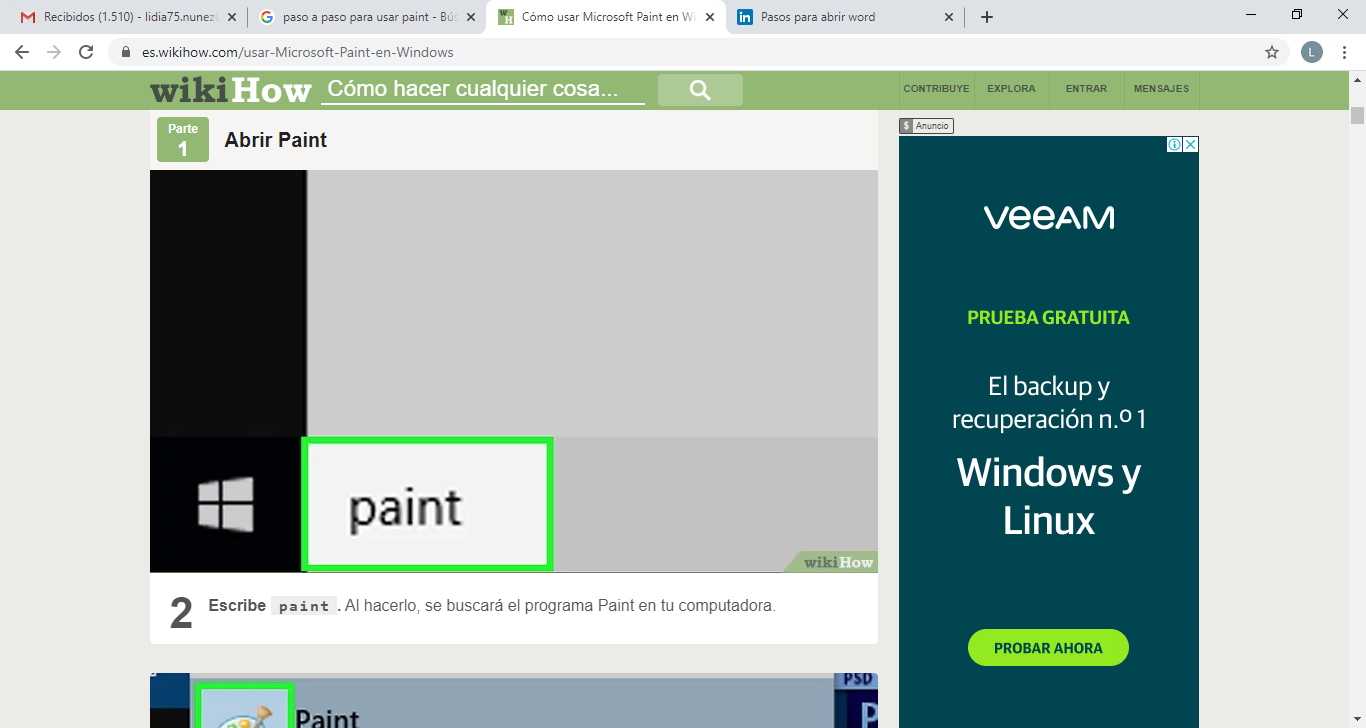 Recibidos (1.510) - lidia75.nunez
paso a paso para usar paint - Bús
Cómo usar Microsoft Paint en Wi
Pasos para abrir word
es.wikihow.com/usar-Microsoft-Paint-en-Windows
L
wikiHow
Cómo hacer cualquier cosa...
CONTRIBUYE
EXPLORA
ENTRAR
MENSAJES
Parte
1
Abrir Paint
paint
wikiHow
2
Escribe paint. Al hacerlo, se buscará el programa Paint en tu computadora.
Paint
PSD
$ Anuncio
VEEAM
PRUEBA GRATUITA
El backup y
recuperación n.º 1
Windows y
Linux
PROBAR AHORA